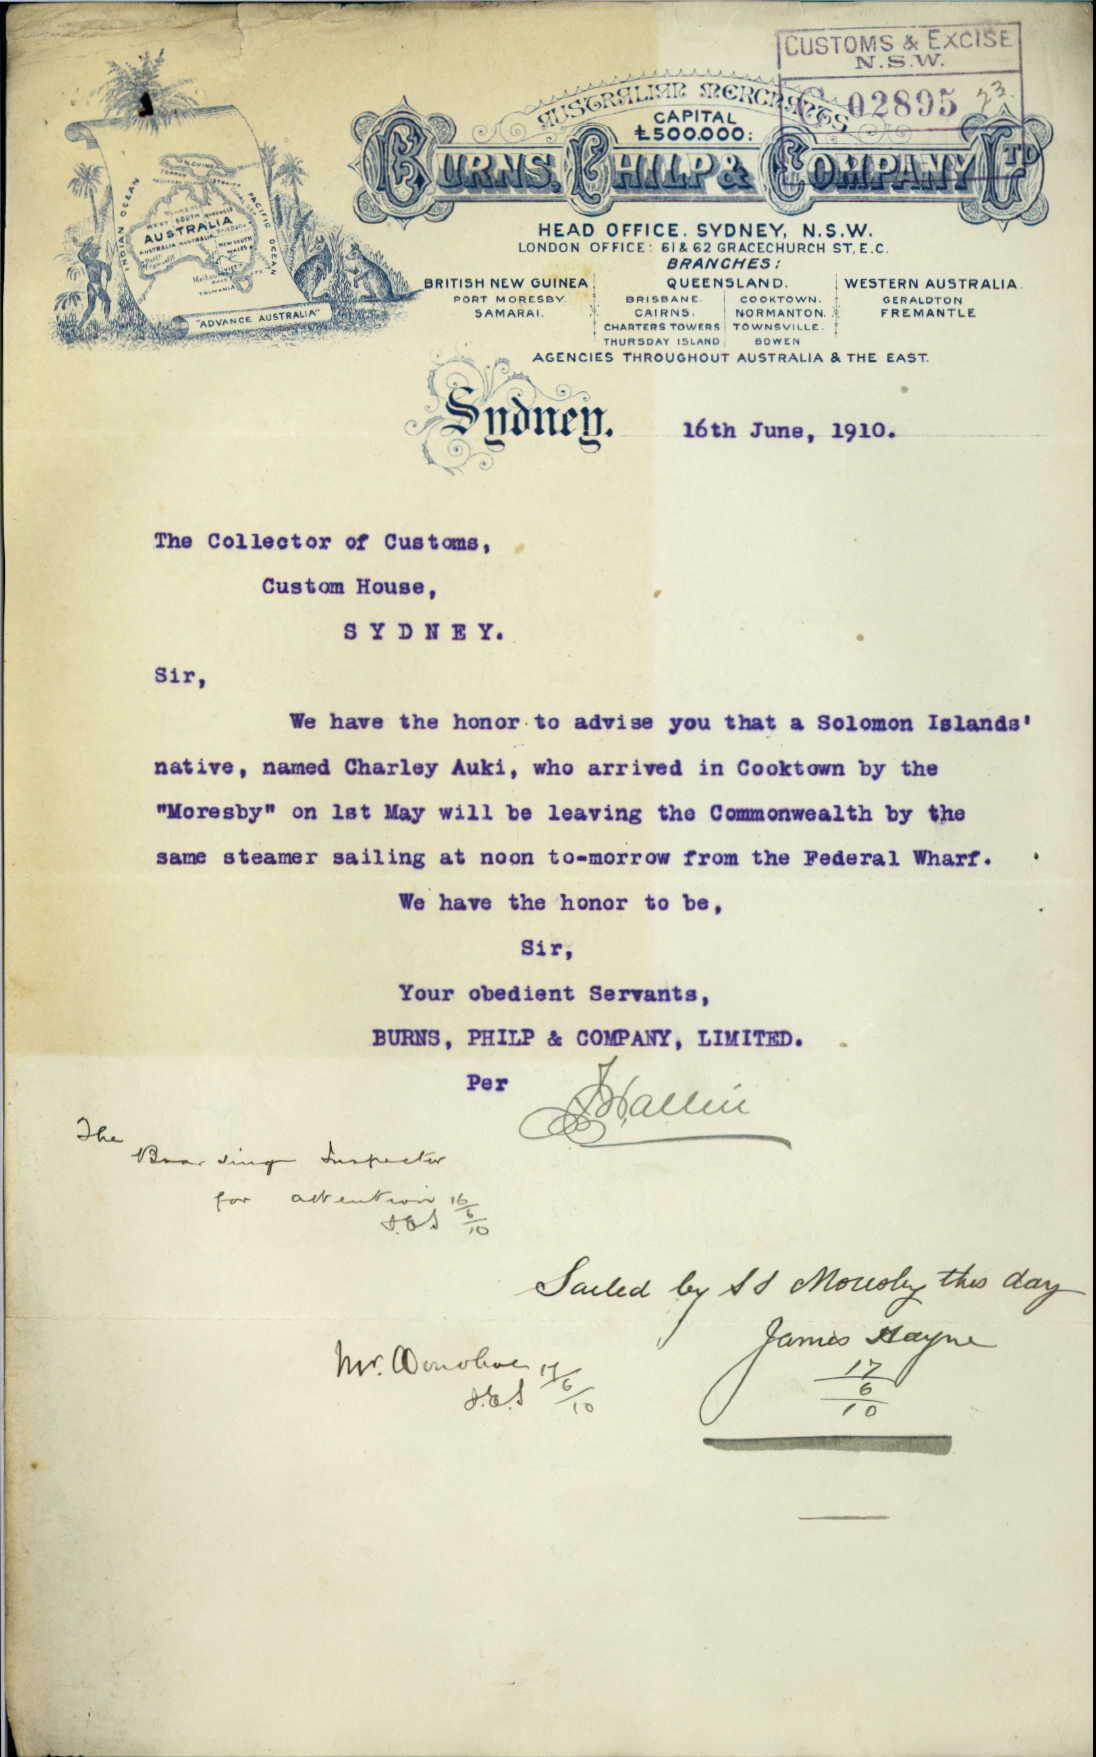 CUSTOMS & EXCISE
N.S.W.
C 02895
23
AUSTRALIAN MERCHANTS
CAPITAL
£500.000:
BURNS, PHILP & COMPANY LTD
INDIAN OCEAN
PACIFIC OCEAN
AUSTRALIA
"ADVANCE AUSTRALIA"
HEAD OFFICE. SYDNEY, N.S.W.
LONDON OFFICE: 61 & 62 GRACECHURCH ST, E.C.
BRANCHES:
BRITISH NEW GUINEA
PORT MORESBY.
SAMARAI.
QUEENSLAND.
BRISBANE. COOKTOWN.
CAIRNS. NORMANTON.
CHARTERS TOWERS TOWNSVILLE.
THURSDAY ISLAND BOWEN
WESTERN AUSTRALIA.
GERALDTON
FREMANTLE
AGENCIES THROUGHOUT AUSTRALIA & THE EAST.
Sydney. 16th June, 1910.
The Collector of Customs,
Custom House,
S Y D N E Y.
Sir,
We have the honor to advise you that a Solomon Islands'
native, named Charley Auki, who arrived in Cooktown by the
"Moresby" on 1st May will be leaving the Commonwealth by the
same steamer sailing at noon to-morrow from the Federal Wharf.
We have the honor to be,
Sir,
Your obedient Servants,
BURNS, PHILP & COMPANY, LIMITED.
Per
The
Boarding Inspector
for attention 16/6/10
Sailed by SS Moresby this day
James Hayne
17/6/10
Mr. Donohoe 17/6/10